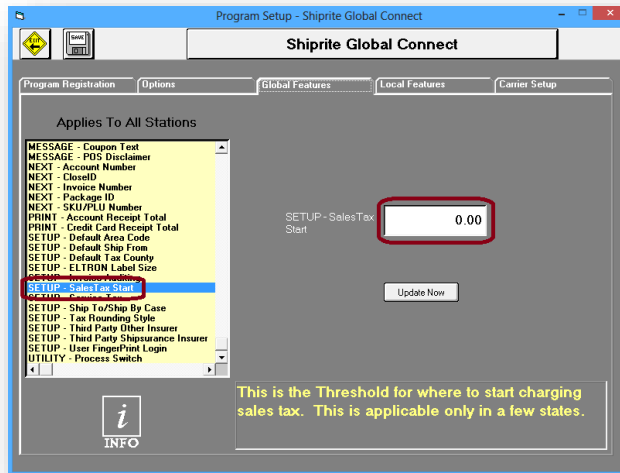 Program Setup - Shiprite Global Connect
EXIT
SAVE
Shiprite Global Connect
Program Registration
Options
Global Features
Local Features
Carrier Setup
Applies To All Stations
MESSAGE - Coupon Text
MESSAGE - POS Disclaimer
NEXT - Account Number
NEXT - CloseID
NEXT - Invoice Number
NEXT - Package ID
NEXT - SKU/PLU Number
PRINT - Account Receipt Total
PRINT - Credit Card Receipt Total
SETUP - Default Area Code
SETUP - Default Ship From
SETUP - Default Tax County
SETUP - ELTRON Label Size
SETUP - Invoice Auditing
SETUP - SalesTax Start
SETUP - Service Tax
SETUP - Ship To/Ship By Case
SETUP - Tax Rounding Style
SETUP - Third Party Other Insurer
SETUP - Third Party Shipsurance Insurer
SETUP - User FingerPrint Login
UTILITY - Process Switch
SETUP - SalesTax
Start
0.00
Update Now
i
INFO
This is the Threshold for where to start charging
sales tax. This is applicable only in a few states.